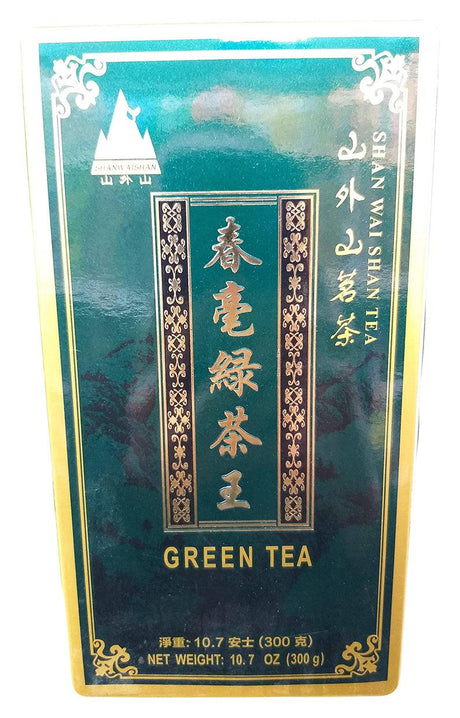 SHANWAISHAN
山外山
山外山茗茶
SHAN WAI SHAN TEA
春毫綠茶王
GREEN TEA
淨重: 10.7 安士 (300 克)
NET WEIGHT: 10.7 OZ (300 g)